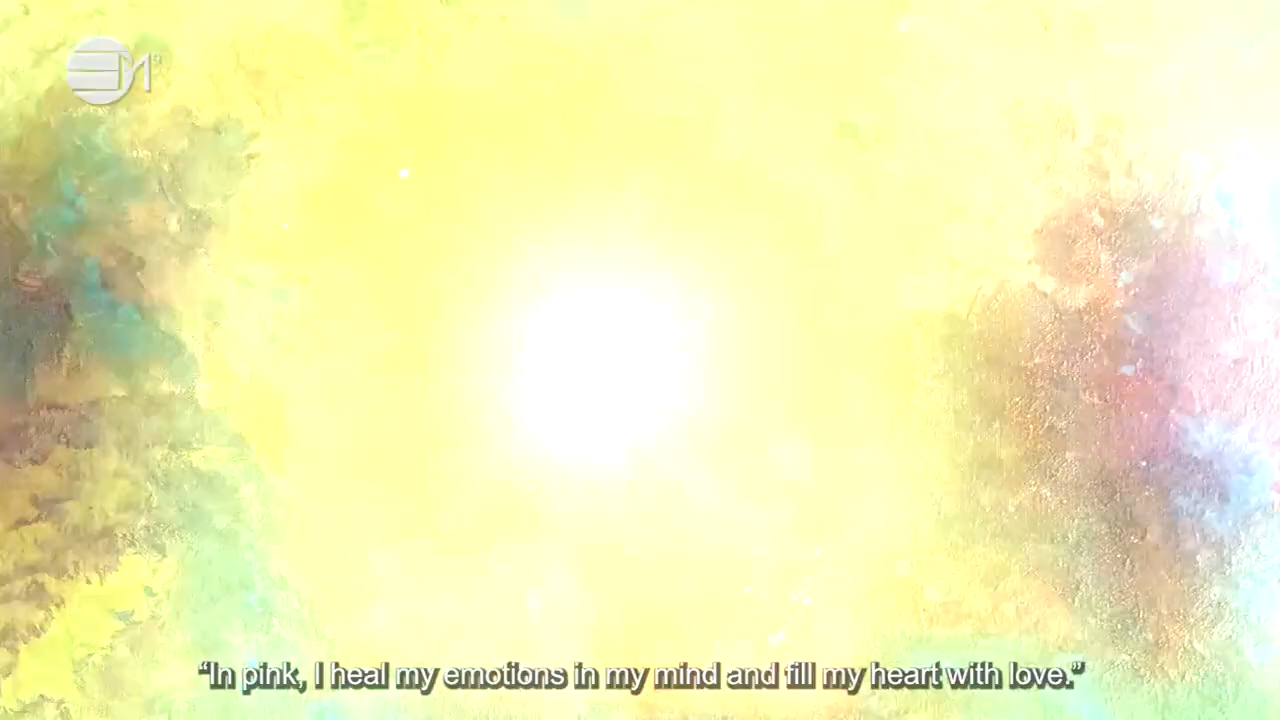 “In pink, I heal my emotions in my mind and fill my heart with love.”